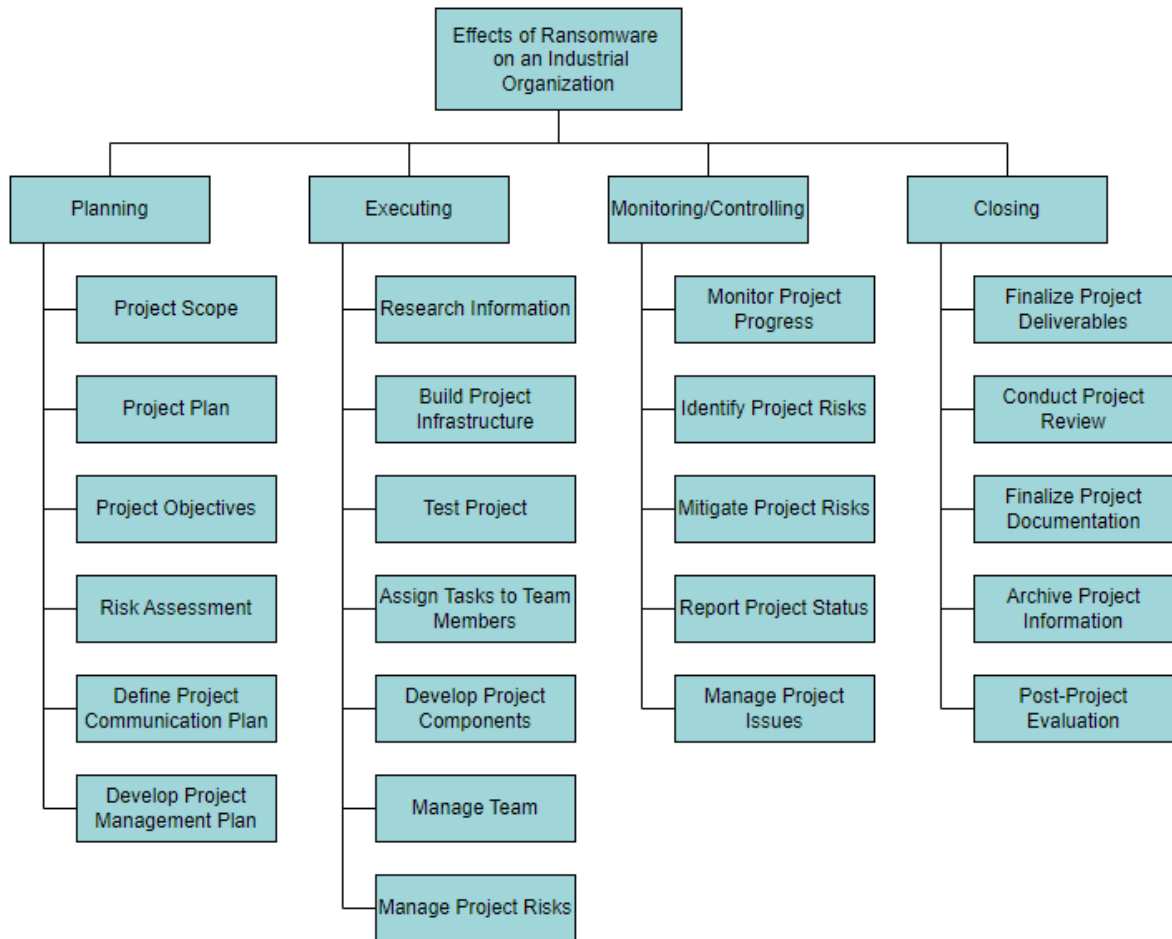 Effects of Ransomware
on an Industrial
Organization
Planning
Executing
Monitoring/Controlling
Closing
Project Scope
Project Plan
Project Objectives
Risk Assessment
Define Project
Communication Plan
Develop Project
Management Plan
Research Information
Build Project
Infrastructure
Test Project
Assign Tasks to Team
Members
Develop Project
Components
Manage Team
Manage Project Risks
Monitor Project
Progress
Identify Project Risks
Mitigate Project Risks
Report Project Status
Manage Project
Issues
Finalize Project
Deliverables
Conduct Project
Review
Finalize Project
Documentation
Archive Project
Information
Post-Project
Evaluation